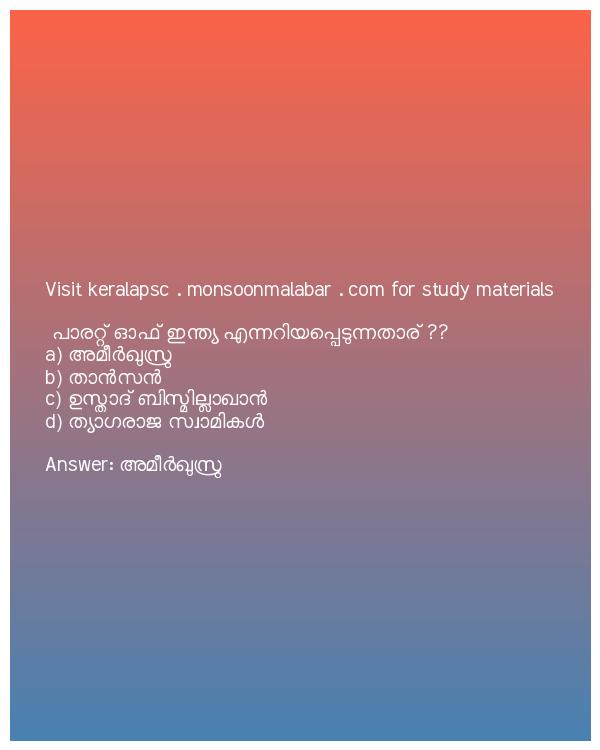 Visit keralapsc . monsoonmalabar . com for study materials
പാരറ്റ് ഓഫ് ഇന്ത്യ എന്നറിയപ്പെടുന്നതാര് ??
a) അമീർഖുസ്രു
b) താൻസൻ
c) ഉസ്താദ് ബിസ്മില്ലാഖാൻ
d) ത്യാഗരാജ സ്വാമികൾ
Answer: അമീർഖുസ്രു